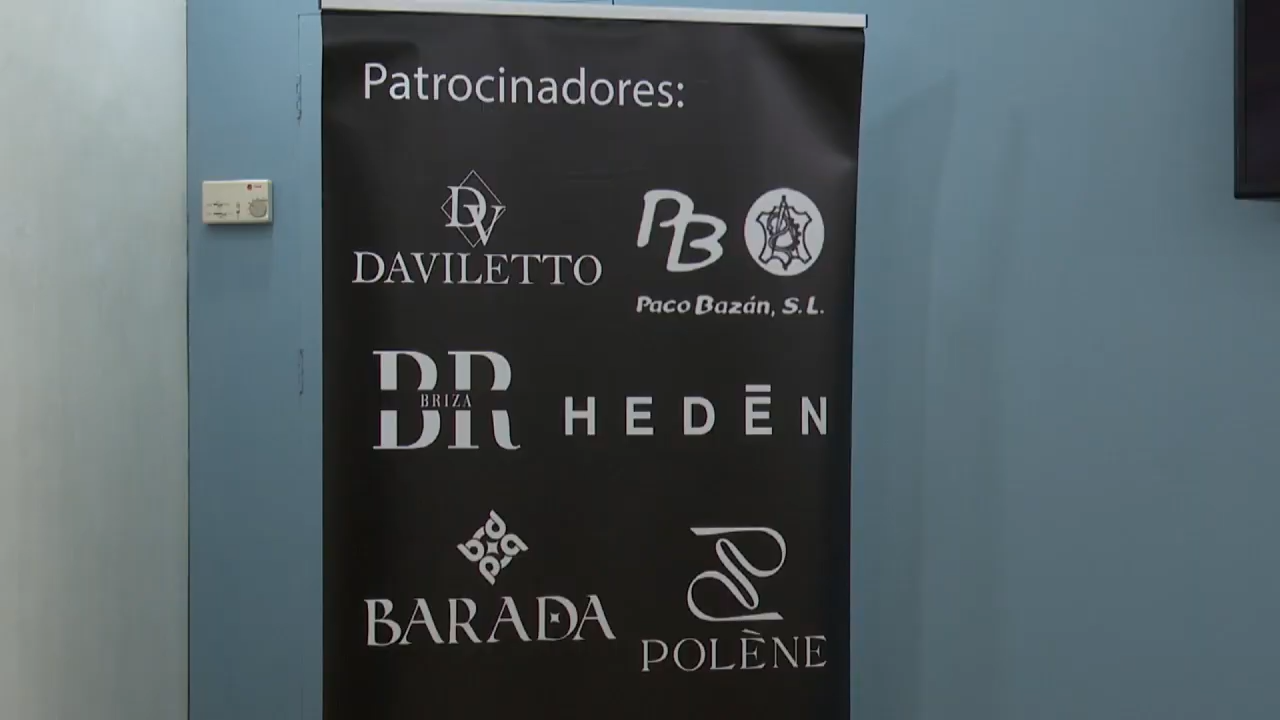 Patrocinadores:
DV
DAVILETTO
PB
Paco Bazán, S.L.
BR
BRIZA
HEDĒN
BARADA
POLÈNE